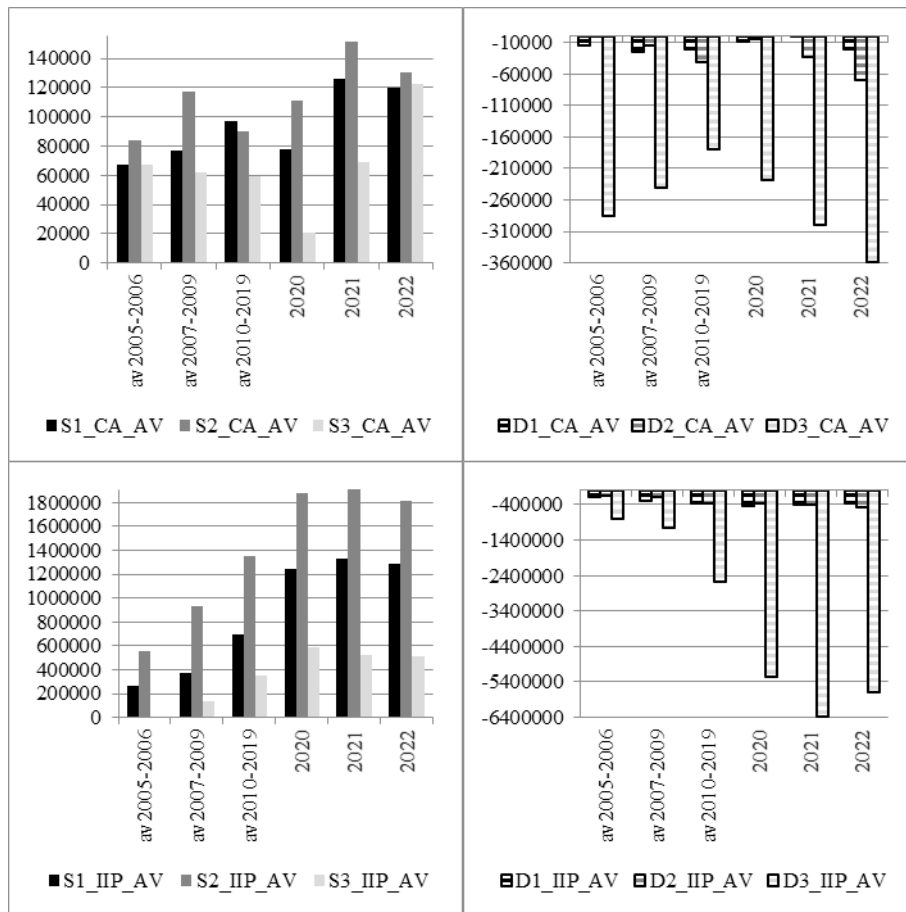 140000
120000
100000
80000
60000
40000
20000
0
av 2005-2006
av 2007-2009
av 2010-2019
2020
2021
2022
S1_CA_AV S2_CA_AV S3_CA_AV
-10000
-60000
-110000
-160000
-210000
-260000
-310000
-360000
av 2005-2006
av 2007-2009
av 2010-2019
2020
2021
2022
D1_CA_AV D2_CA_AV D3_CA_AV
1800000
1600000
1400000
1200000
1000000
800000
600000
400000
200000
0
av 2005-2006
av 2007-2009
av 2010-2019
2020
2021
2022
S1_IIP_AV S2_IIP_AV S3_IIP_AV
-400000
-1400000
-2400000
-3400000
-4400000
-5400000
-6400000
av 2005-2006
av 2007-2009
av 2010-2019
2020
2021
2022
D1_IIP_AV D2_IIP_AV D3_IIP_AV